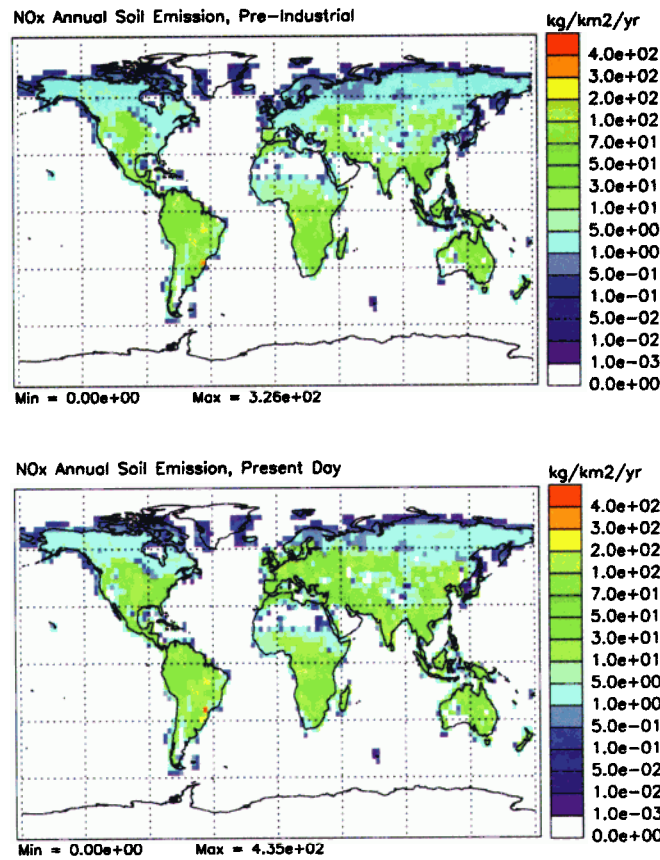 NOx Annual Soil Emission, Pre-Industrial
kg/km2/yr
4.0e+02
3.0e+02
2.0e+02
1.0e+02
7.0e+01
5.0e+01
3.0e+01
1.0e+01
5.0e+00
1.0e+00
5.0e-01
1.0e-01
5.0e-02
1.0e-02
1.0e-03
0.0e+00
Min = 0.00e+00 Max = 3.26e+02
NOx Annual Soil Emission, Present Day
kg/km2/yr
4.0e+02
3.0e+02
2.0e+02
1.0e+02
7.0e+01
5.0e+01
3.0e+01
1.0e+01
5.0e+00
1.0e+00
5.0e-01
1.0e-01
5.0e-02
1.0e-02
1.0e-03
0.0e+00
Min = 0.00e+00 Max = 4.35e+02